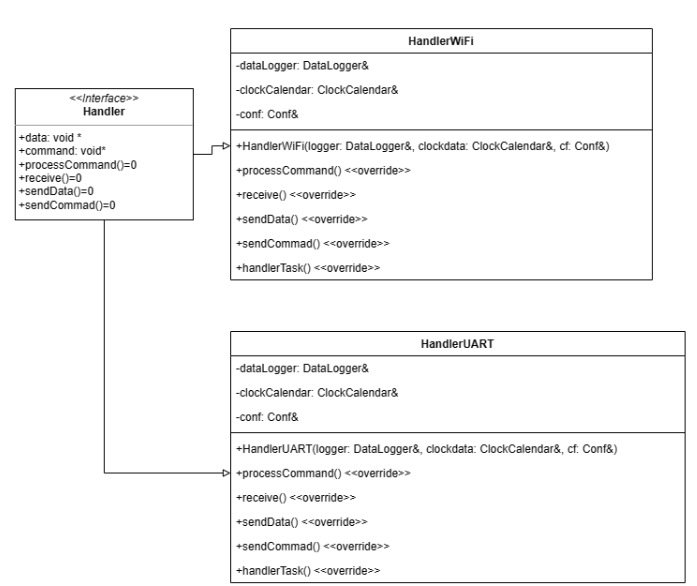 <<Interface>>
Handler
+data: void *
+command: void*
+processCommand()=0
+receive()=0
+sendData()=0
+sendCommad()=0
HandlerWiFi
-dataLogger: DataLogger&
-clockCalendar: ClockCalendar&
-conf: Conf&
+HandlerWiFi(logger: DataLogger&, clockdata: ClockCalendar&, cf: Conf&)
+processCommand() <<override>>
+receive() <<override>>
+sendData() <<override>>
+sendCommad() <<override>>
+handlerTask() <<override>>
HandlerUART
-dataLogger: DataLogger&
-clockCalendar: ClockCalendar&
-conf: Conf&
+HandlerUART(logger: DataLogger&, clockdata: ClockCalendar&, cf: Conf&)
+processCommand() <<override>>
+receive() <<override>>
+sendData() <<override>>
+sendCommad() <<override>>
+handlerTask() <<override>>